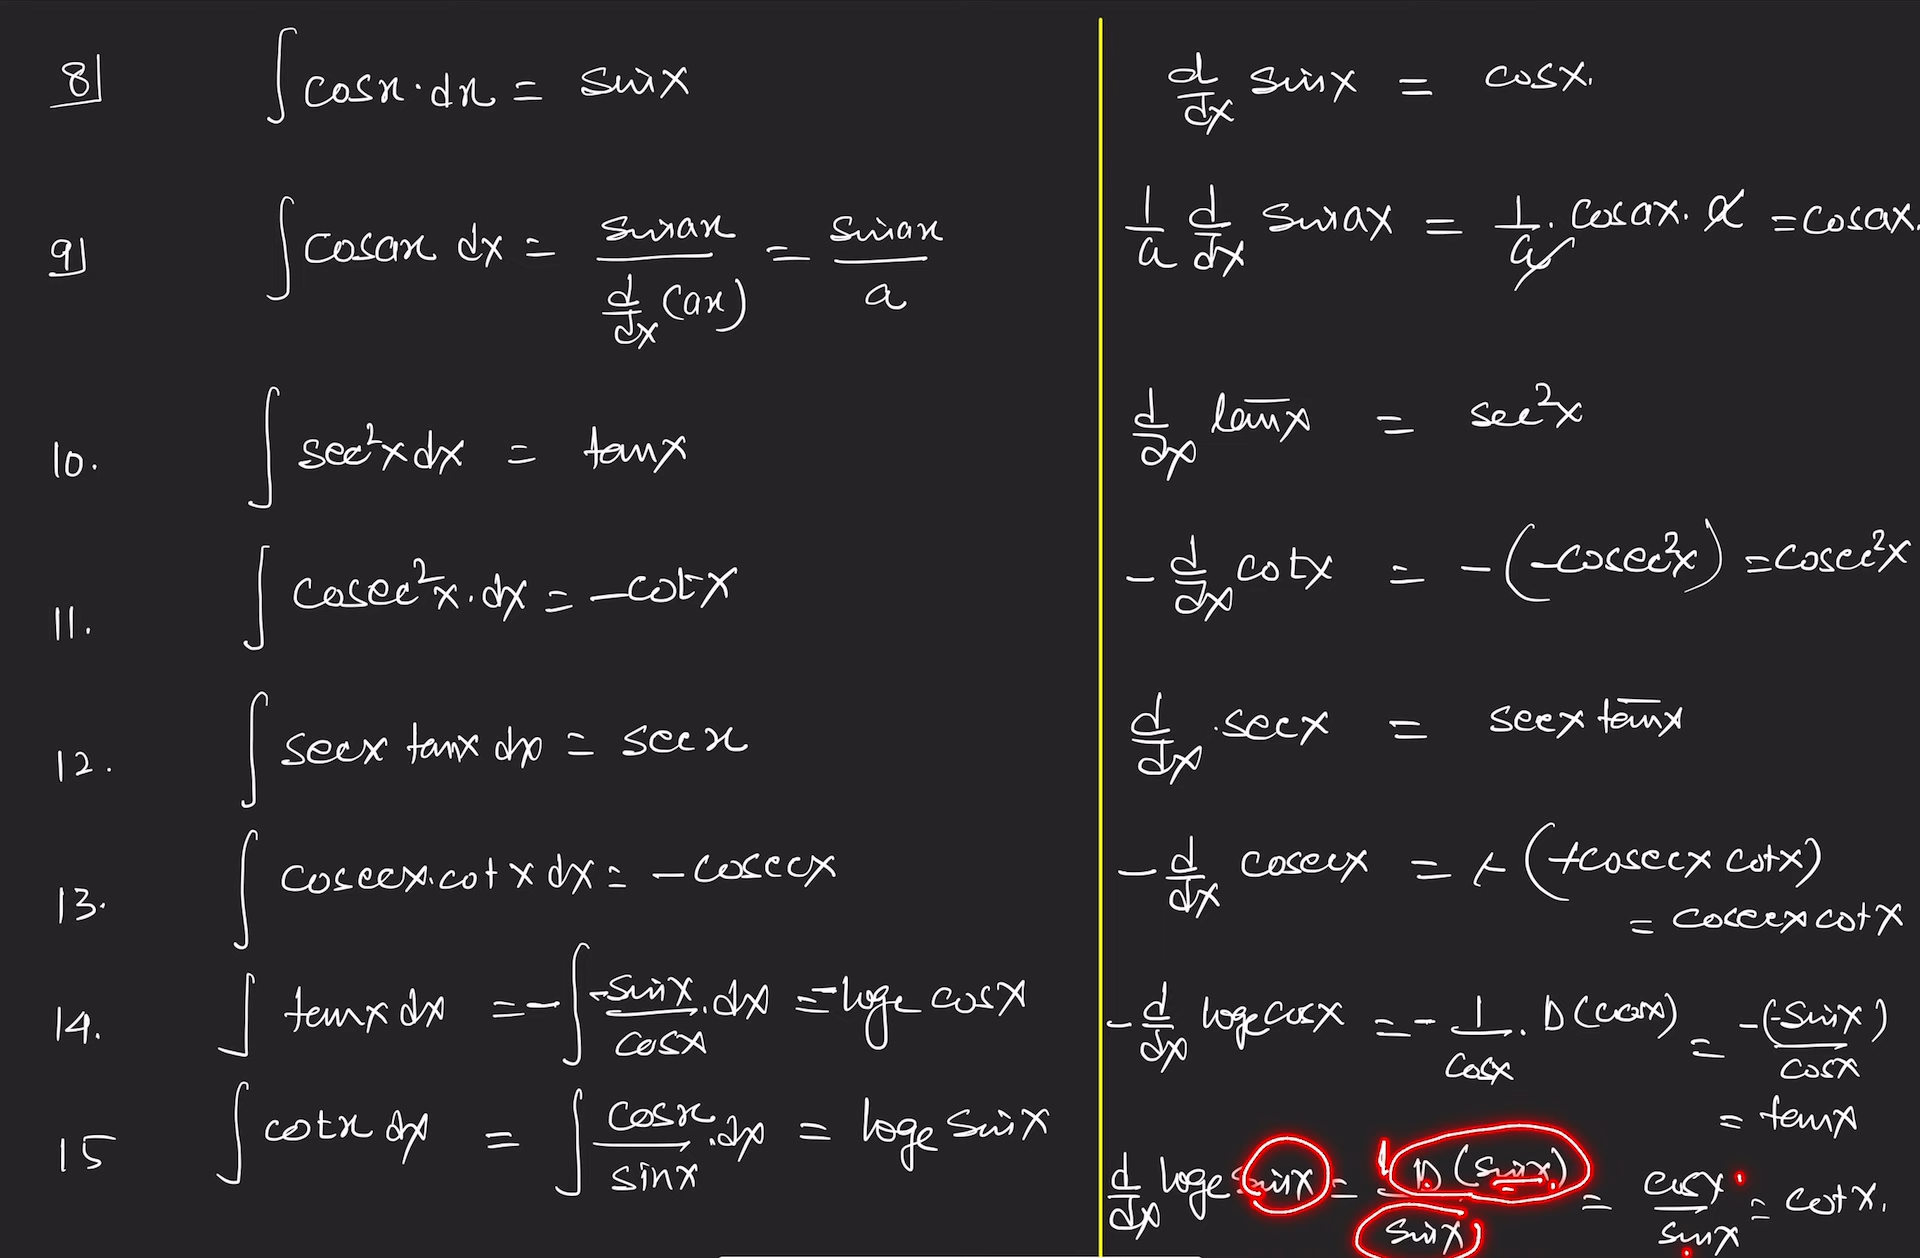 8] ∫cosx·dx = sinx
d/dx sinx = cosx.
9] ∫cosax dx = sinax / d/dx (ax) = sinax / a
1/a d/dx sinax = 1/a · cosax · a = cosax.
10. ∫sec²x dx = tanx
d/dx tanx = sec²x
11. ∫cosec²x·dx = -cotx
-d/dx cotx = -(-cosec²x) = cosec²x
12. ∫secx tanx dx = secx
d/dx ·secx = secx tanx
13. ∫cosecx·cotx dx = -cosecx
-d/dx cosecx = + (+cosecx cotx)
= cosecx cotx
14. ∫tanx dx = -∫-sinx/cosx ·dx = -loge cosx
-d/dx loge cosx = -1/cosx · D(cosx) = -(-sinx)/cosx
= tanx
15 ∫cotx dx = ∫cosx/sinx ·dx = loge sinx
d/dx loge sinx = 1 D(sinx) / sinx = cosx/sinx = cotx.